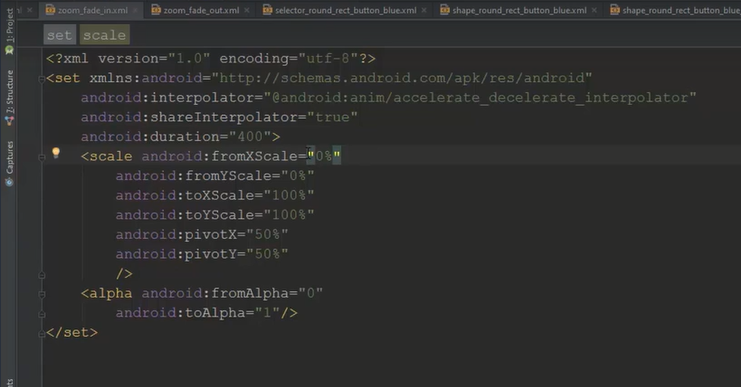 zoom_fade_in.xml zoom_fade_out.xml selector_round_rect_button_blue.xml shape_round_rect_button_blue.xml shape_round_rect_button_blue_
1: Project
set scale
7: Structure
Captures
<?xml version="1.0" encoding="utf-8"?>
<set xmlns:android="http://schemas.android.com/apk/res/android"
android:interpolator="@android:anim/accelerate_decelerate_interpolator"
android:shareInterpolator="true"
android:duration="400">
<scale android:fromXScale="0%"
android:fromYScale="0%"
android:toXScale="100%"
android:toYScale="100%"
android:pivotX="50%"
android:pivotY="50%"
/>
<alpha android:fromAlpha="0"
android:toAlpha="1"/>
</set>